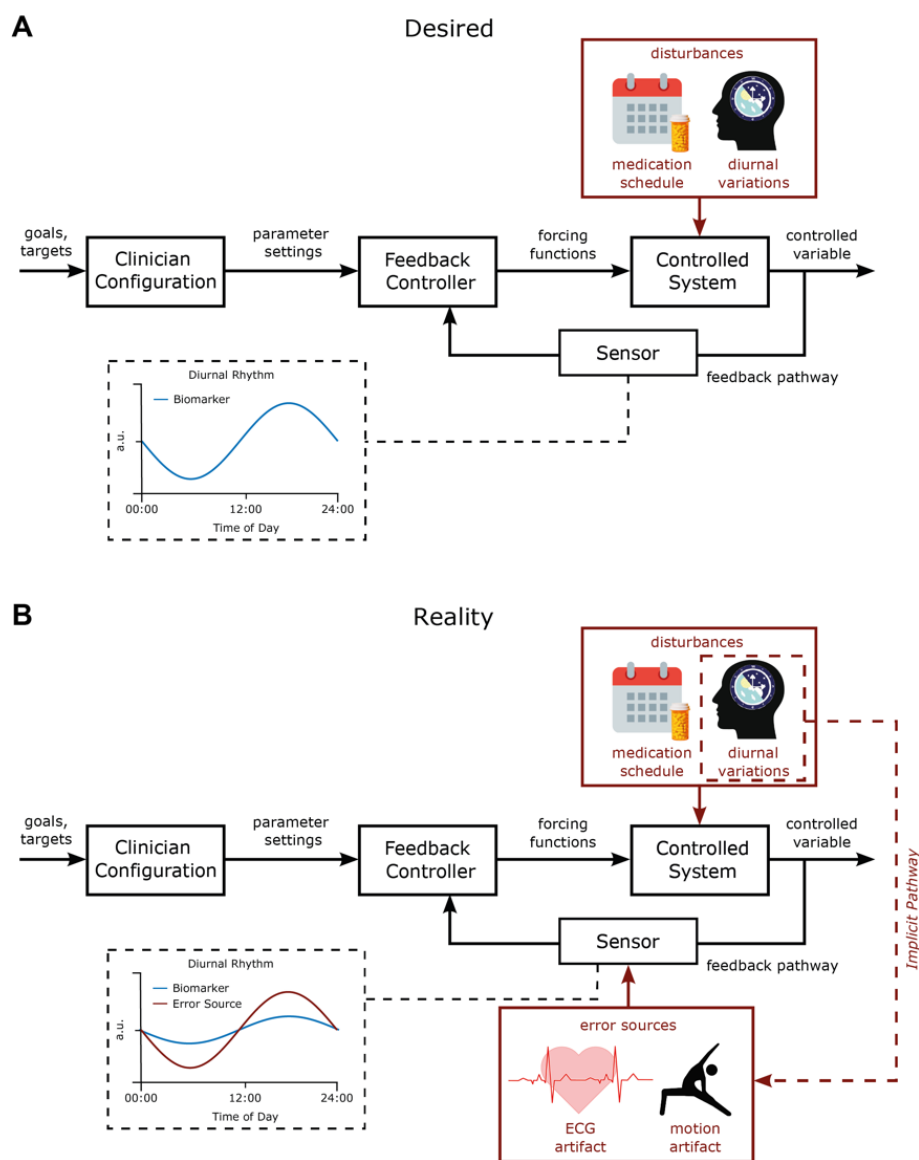 A
Desired
disturbances
medication
schedule
diurnal
variations
goals,
targets
Clinician
Configuration
parameter
settings
Feedback
Controller
forcing
functions
Controlled
System
controlled
variable
Sensor
feedback pathway
Diurnal Rhythm
Biomarker
a.u.
00:00
12:00
24:00
Time of Day
B
Reality
disturbances
medication
schedule
diurnal
variations
goals,
targets
Clinician
Configuration
parameter
settings
Feedback
Controller
forcing
functions
Controlled
System
controlled
variable
Implicit Pathway
Sensor
feedback pathway
Diurnal Rhythm
Biomarker
Error Source
a.u.
00:00
12:00
24:00
Time of Day
error sources
ECG
artifact
motion
artifact